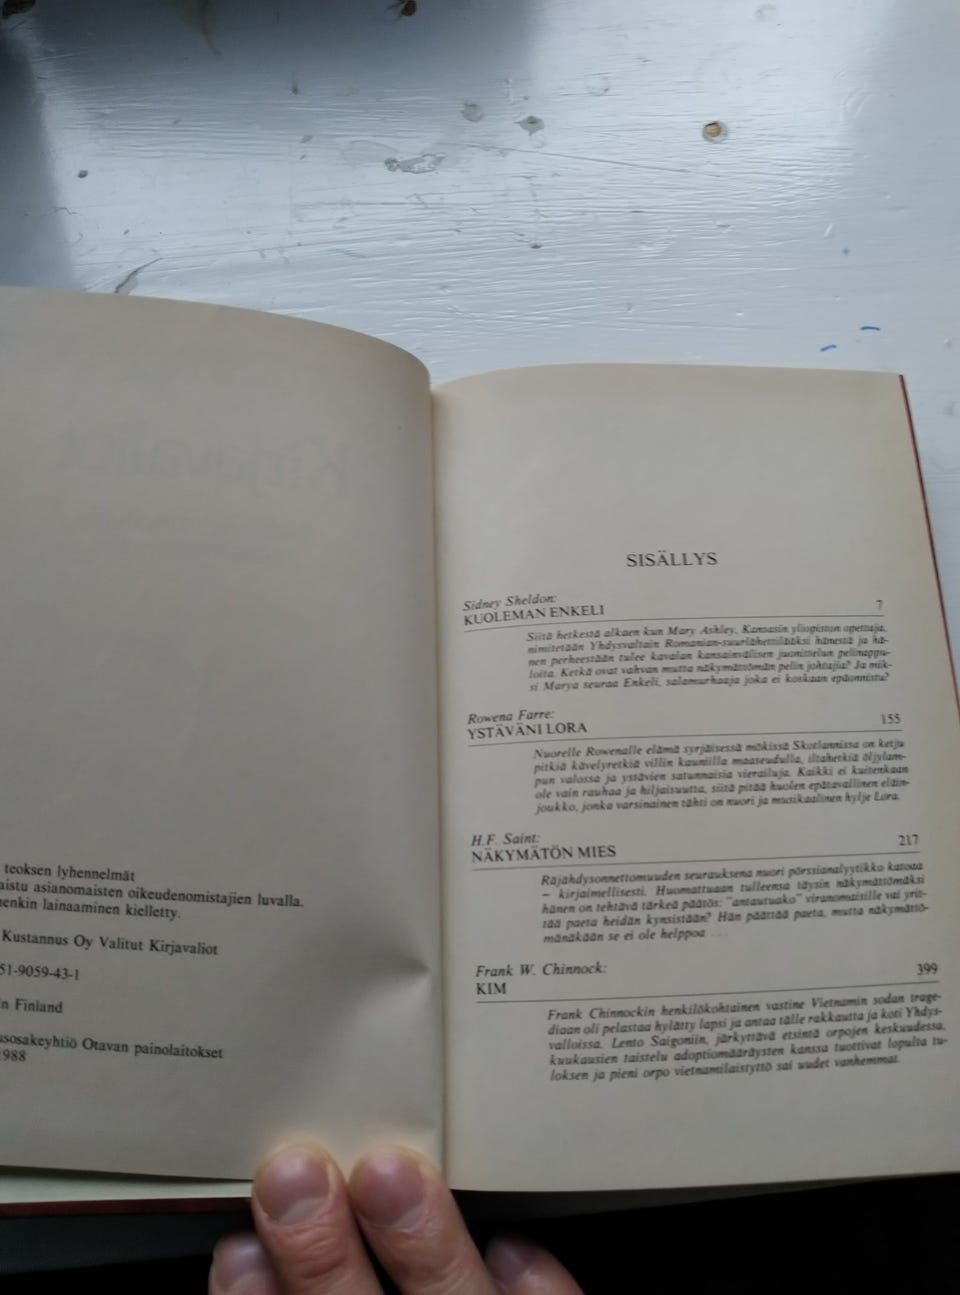 teoksen lyhennelmät
aistu asianomaisten oikeudenomistajien luvalla.
enkin lainaaminen kielletty.
Kustannus Oy Valitut Kirjavaliot
51-9059-43-1
n Finland
sosakeyhtiö Otavan painolaitokset
1988
SISÄLLYS
Sidney Sheldon:
KUOLEMAN ENKELI 7
Siitä hetkestä alkaen kun Mary Ashley, Kansasin yliopiston opettaja,
nimitetään Yhdysvaltain Romanian-suurlähettilääksi hänestä ja hä-
nen perheestään tulee kavalan kansainvälisen juonittelun pelinappu-
loita. Ketkä ovat vahvan mutta näkymättömän pelin johtajia? Ja mik-
si Marya seuraa Enkeli, salamurhaaja joka ei koskaan epäonnistu?
Rowena Farre:
YSTÄVÄNI LORA 155
Nuorelle Rowenalle elämä syrjäisessä mökissä Skotlannissa on ketju
pitkiä kävelyretkiä villin kauniilla maaseudulla, iltahetkiä öljylam-
pun valossa ja ystävien satunnaisia vierailuja. Kaikki ei kuitenkaan
ole vain rauhaa ja hiljaisuutta, siitä pitää huolen epätavallinen eläin-
joukko, jonka varsinainen tähti on nuori ja musikaalinen hylje Lora.
H.F. Saint:
NÄKYMÄTÖN MIES 217
Räjähdysonnettomuuden seurauksena nuori pörssianalyytikko katoaa
– kirjaimellisesti. Huomattuaan tulleensa täysin näkymättömäksi
hänen on tehtävä tärkeä päätös: "antautuako" viranomaisille vai yrit-
tää paeta heidän kynsistään? Hän päättää paeta, mutta näkymättö-
mänäkään se ei ole helppoa . . .
Frank W. Chinnock:
KIM 399
Frank Chinnockin henkilökohtainen vastine Vietnamin sodan trage-
diaan oli pelastaa hylätty lapsi ja antaa tälle rakkautta ja koti Yhdys-
valloissa. Lento Saigoniin, järkyttävä etsintä orpojen keskuudessa,
kuukausien taistelu adoptiomääräysten kanssa tuottivat lopulta tu-
loksen ja pieni orpo vietnamilaistyttö sai uudet vanhemmat.